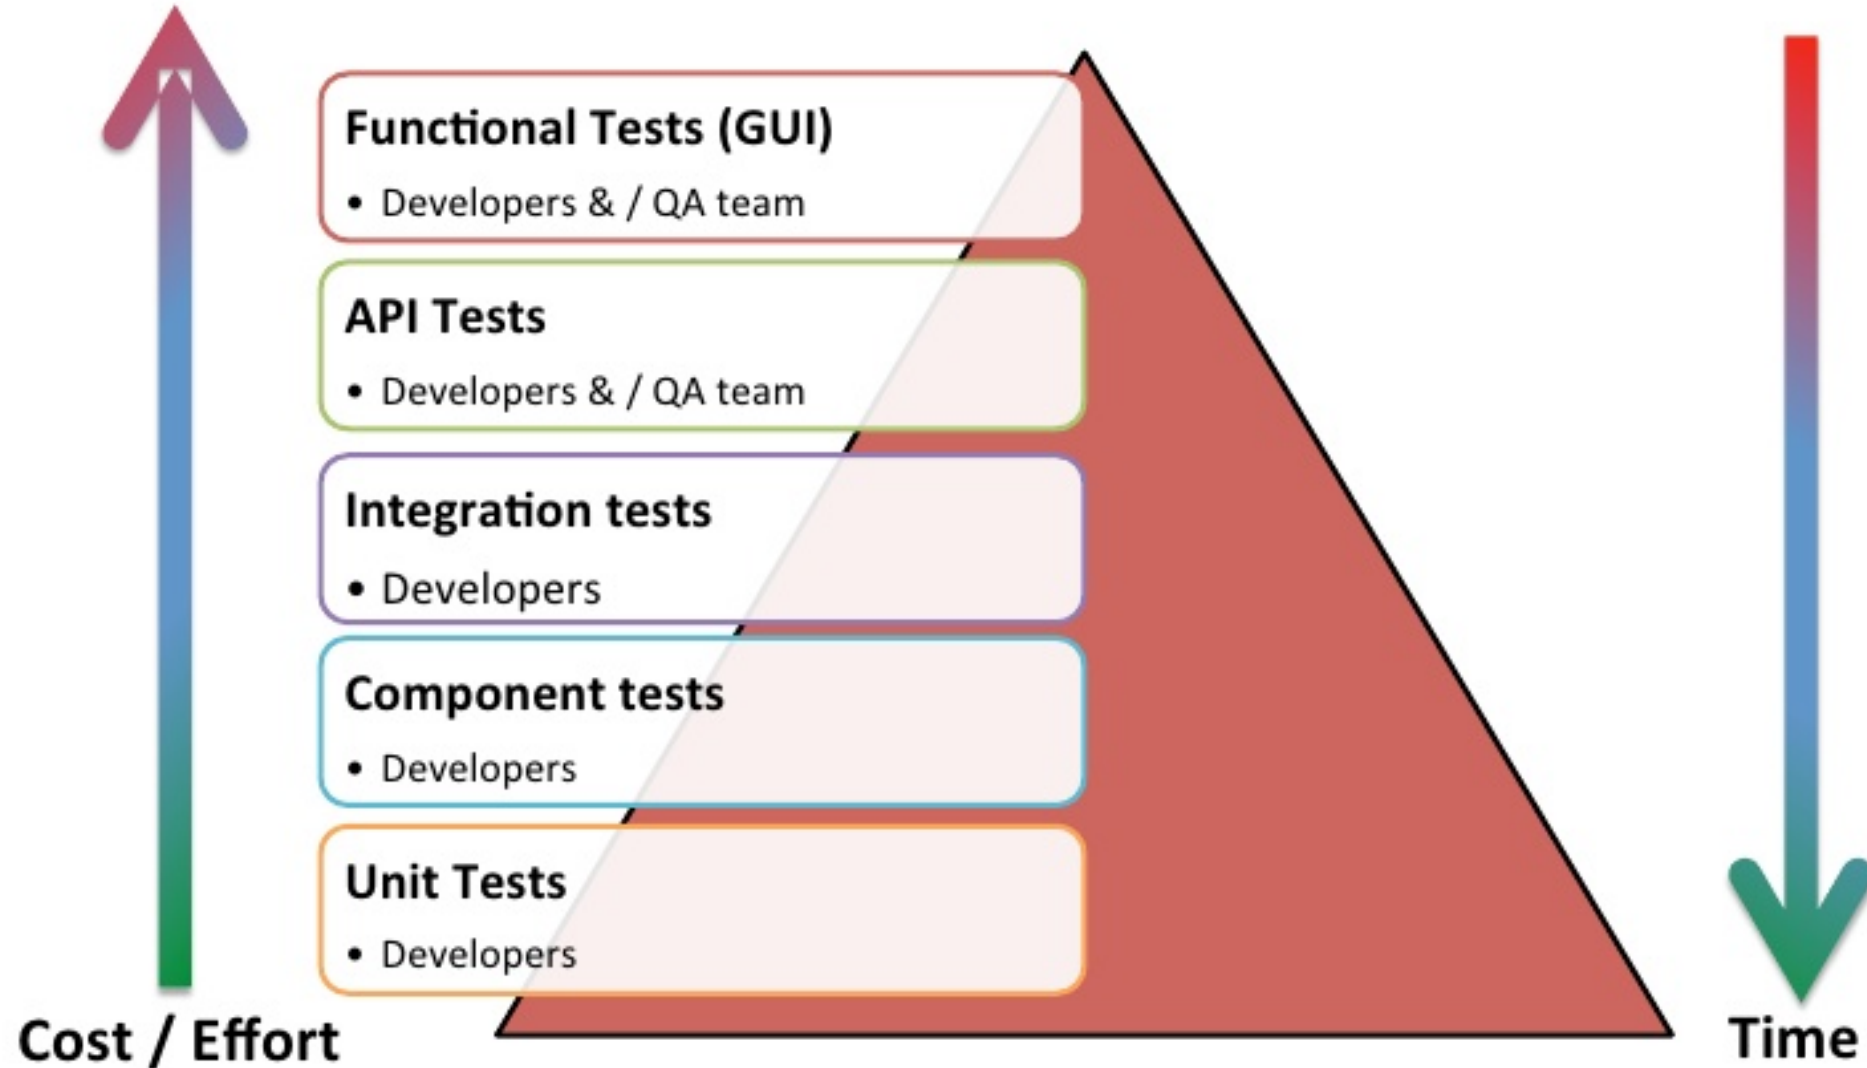 Functional Tests (GUI)
• Developers & / QA team
API Tests
• Developers & / QA team
Integration tests
• Developers
Component tests
• Developers
Unit Tests
• Developers
Cost / Effort
Time